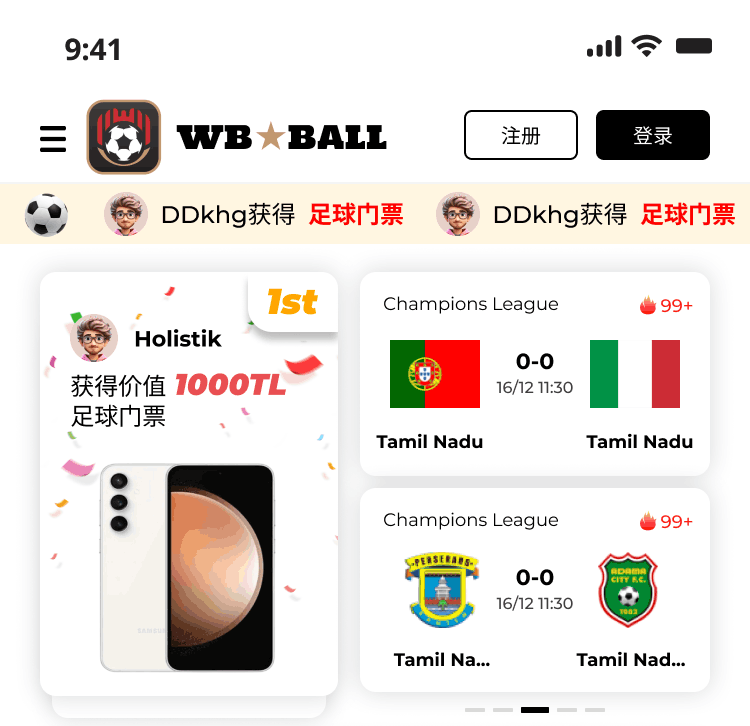 9:41
WB★BALL
注册
登录
DDkhg获得 足球门票
DDkhg获得 足球门票
1st
Holistik
获得价值 1000TL
足球门票
SAMSUNG
Champions League
99+
0-0
16/12 11:30
Tamil Nadu
Tamil Nadu
Champions League
99+
PERSERANG
ADAMA
CITY F.C.
0-0
16/12 11:30
Tamil Na...
Tamil Nad...